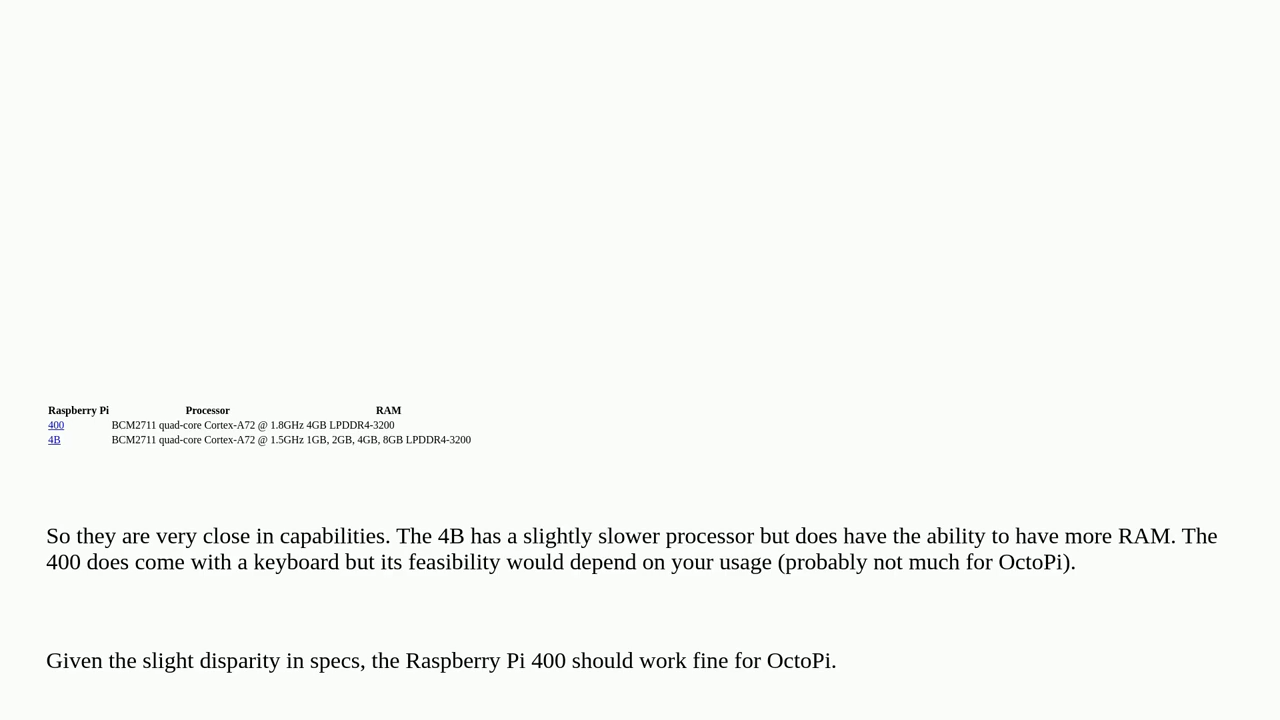 Raspberry Pi Processor RAM
400 BCM2711 quad-core Cortex-A72 @ 1.8GHz 4GB LPDDR4-3200
4B BCM2711 quad-core Cortex-A72 @ 1.5GHz 1GB, 2GB, 4GB, 8GB LPDDR4-3200
So they are very close in capabilities. The 4B has a slightly slower processor but does have the ability to have more RAM. The
400 does come with a keyboard but its feasibility would depend on your usage (probably not much for OctoPi).
Given the slight disparity in specs, the Raspberry Pi 400 should work fine for OctoPi.